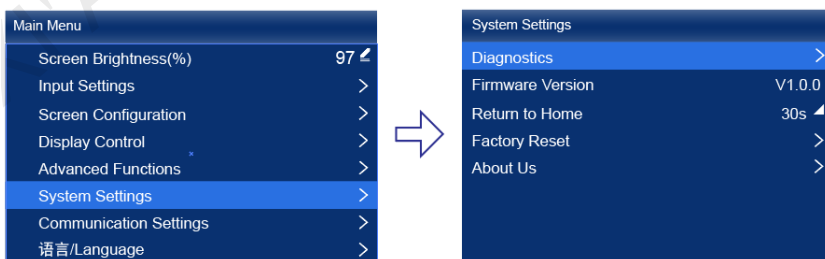 Main Menu
Screen Brightness(%) 97
Input Settings
Screen Configuration
Display Control
Advanced Functions
System Settings
Communication Settings
语言/Language
System Settings
Diagnostics
Firmware Version V1.0.0
Return to Home 30s
Factory Reset
About Us